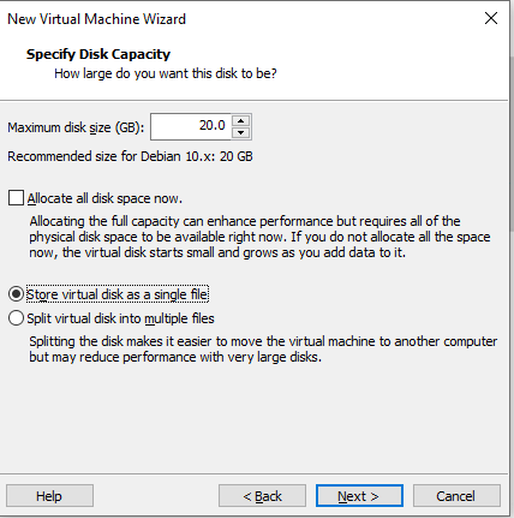 New Virtual Machine Wizard
Specify Disk Capacity
How large do you want this disk to be?
Maximum disk size (GB): 20.0
Recommended size for Debian 10.x: 20 GB
Allocate all disk space now.
Allocating the full capacity can enhance performance but requires all of the
physical disk space to be available right now. If you do not allocate all the space
now, the virtual disk starts small and grows as you add data to it.
Store virtual disk as a single file
Split virtual disk into multiple files
Splitting the disk makes it easier to move the virtual machine to another computer
but may reduce performance with very large disks.
Help < Back Next > Cancel